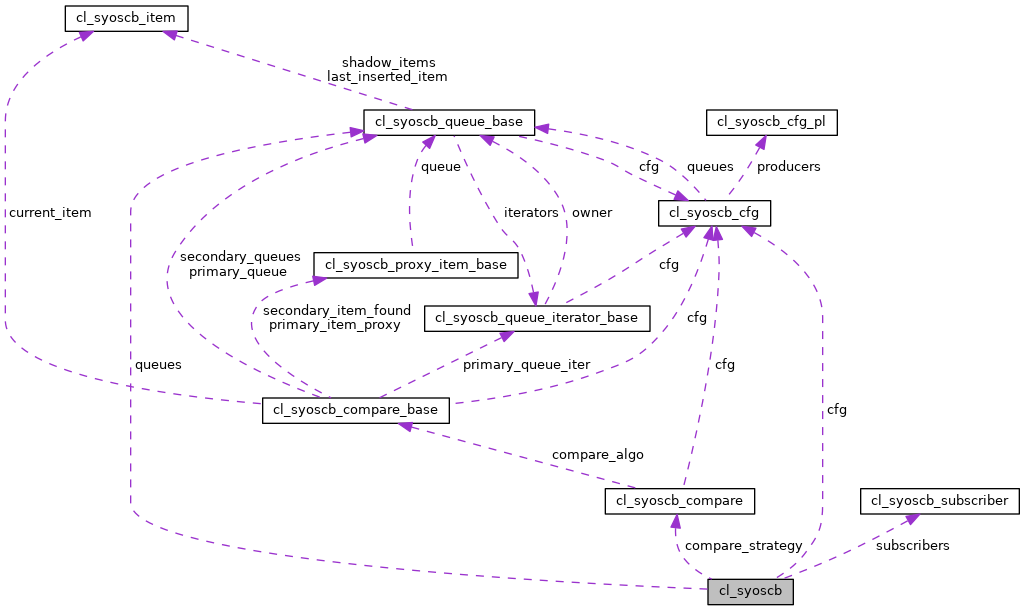 cl_syoscb_item
shadow_items
last_inserted_item
cl_syoscb_queue_base
cl_syoscb_cfg_pl
queue
cfg
queues
producers
current_item
iterators
owner
cl_syoscb_cfg
secondary_queues
primary_queue
cl_syoscb_proxy_item_base
cfg
secondary_item_found
primary_item_proxy
cl_syoscb_queue_iterator_base
cfg
queues
primary_queue_iter
cfg
cl_syoscb_compare_base
cfg
compare_algo
cl_syoscb_compare
cl_syoscb_subscriber
compare_strategy
subscribers
cl_syoscb